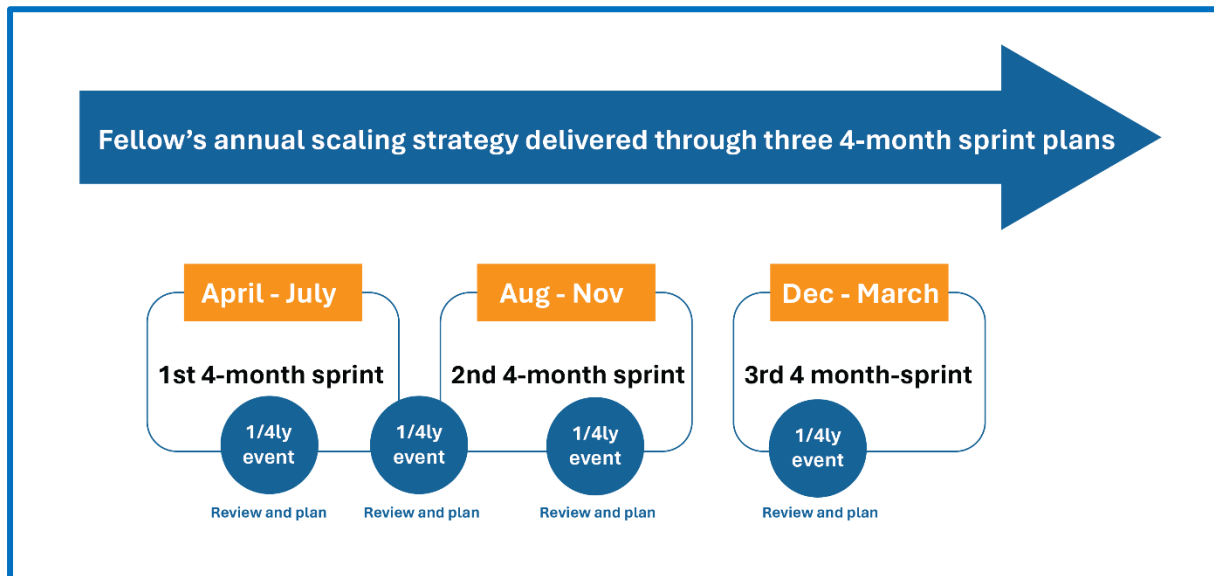 Fellow’s annual scaling strategy delivered through three 4-month sprint plans
April - July
Aug - Nov
Dec - March
1st 4-month sprint
2nd 4-month sprint
3rd 4 month-sprint
1/4ly
event
1/4ly
event
1/4ly
event
1/4ly
event
Review and plan
Review and plan
Review and plan
Review and plan